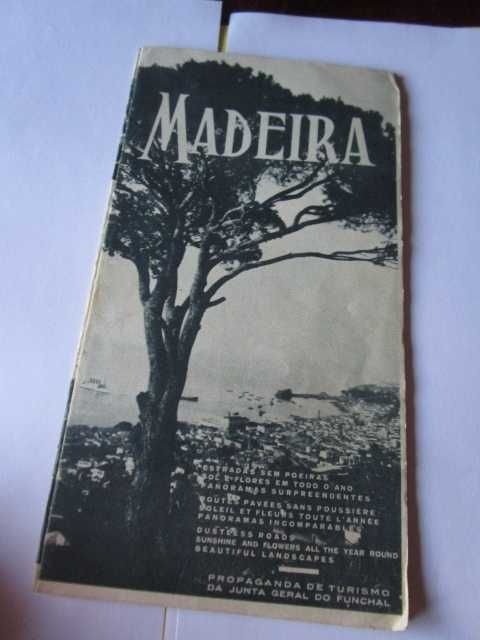 MADEIRA
ESTRADAS SEM POEIRAS
SOL E FLORES EM TODO O ANO
PANORAMAS SURPREENDENTES
ROUTES PAVÉES SANS POUSSIÈRE
SOLEIL ET FLEURS TOUTE L'ANNÉE
PANORAMAS INCOMPARABLES
DUSTLESS ROADS
SUNSHINE AND FLOWERS ALL THE YEAR ROUND
BEAUTIFUL LANDSCAPES
PROPAGANDA DE TURISMO
DA JUNTA GERAL DO FUNCHAL